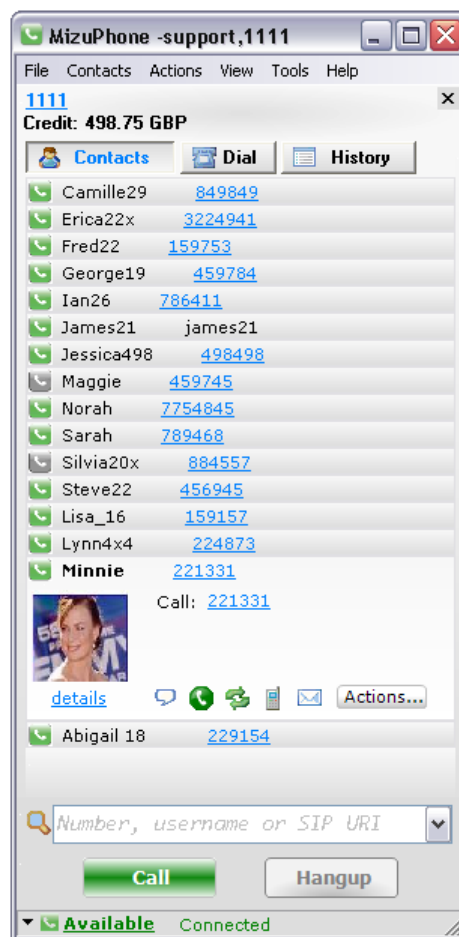 MizuPhone -support,1111
File Contacts Actions View Tools Help
1111
Credit: 498.75 GBP
Contacts Dial History
Camille29 849849
Erica22x 3224941
Fred22 159753
George19 459784
Ian26 786411
James21 james21
Jessica498 498498
Maggie 459745
Norah 7754845
Sarah 789468
Silvia20x 884557
Steve22 456945
Lisa_16 159157
Lynn4x4 224873
Minnie 221331
Call: 221331
details Actions...
Abigail 18 229154
Number, username or SIP URI
Call Hangup
Available Connected